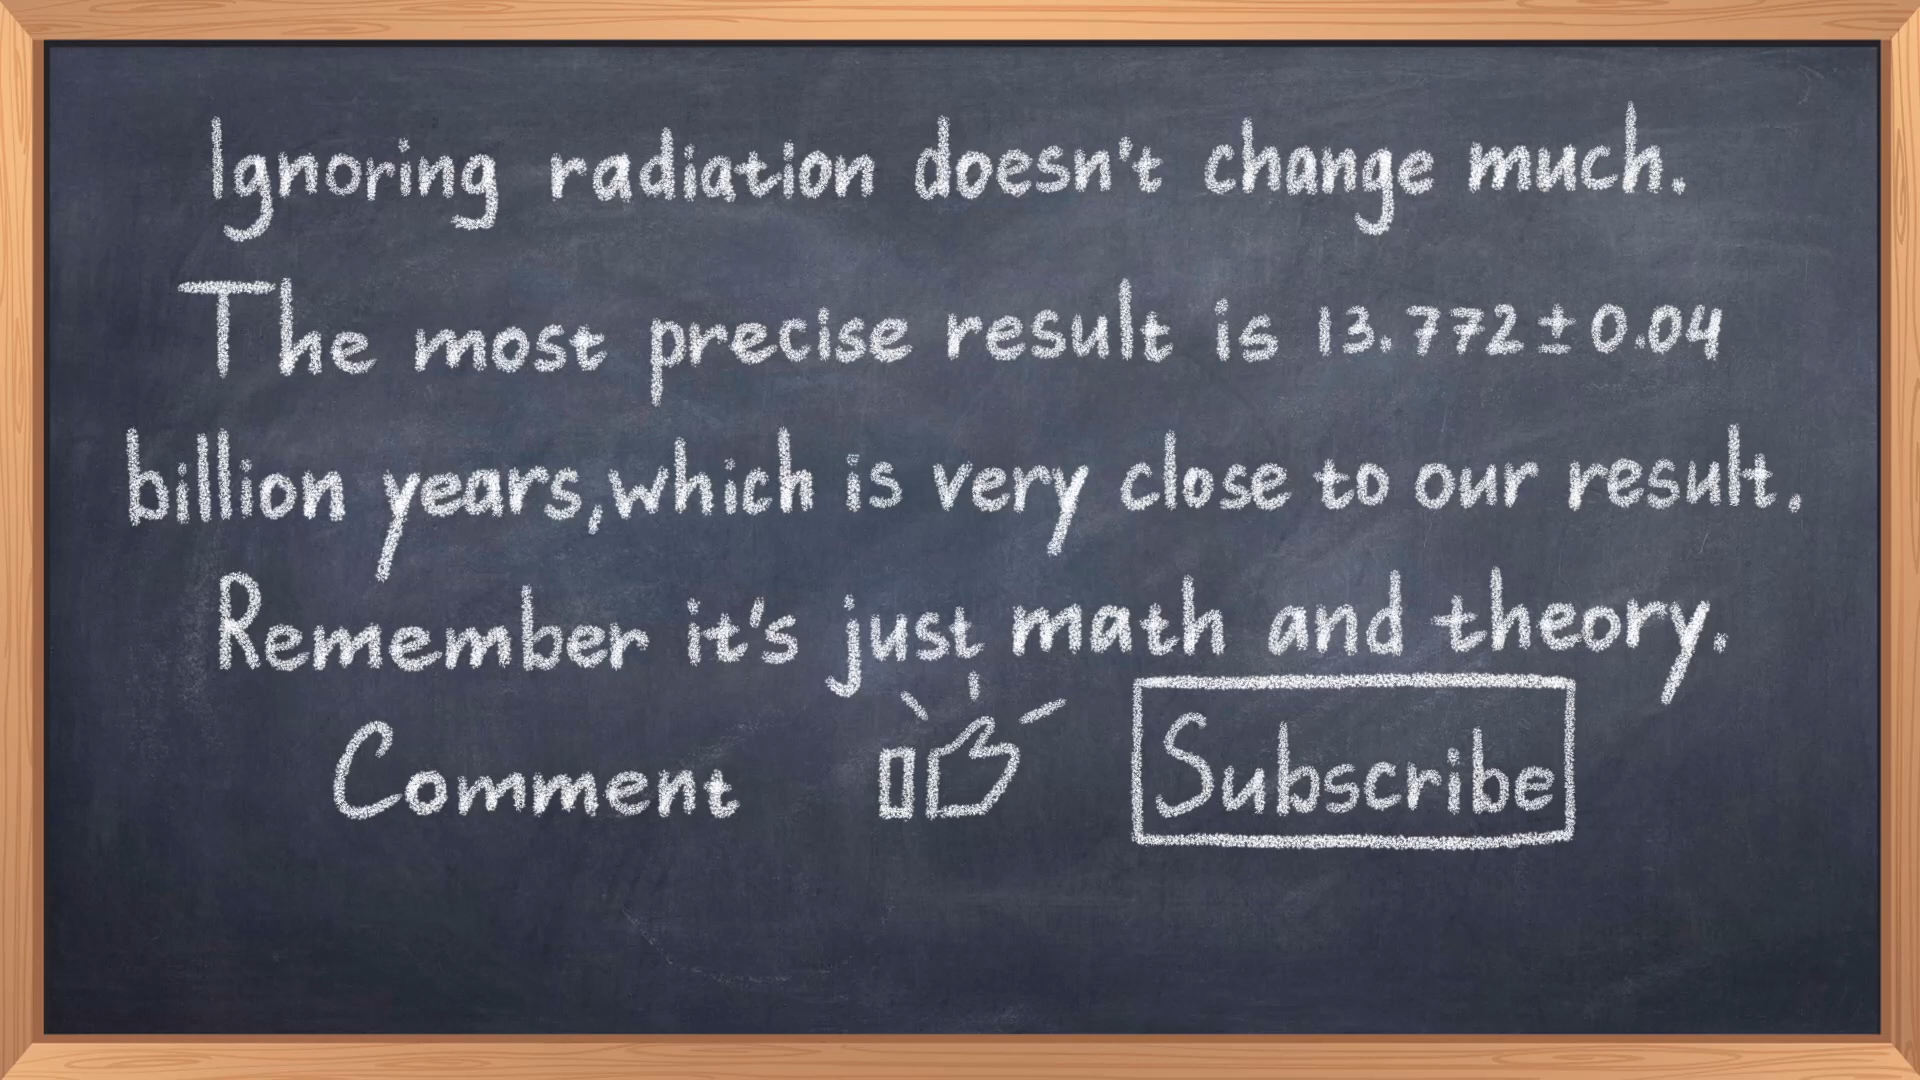 Ignoring radiation doesn't change much.
The most precise result is 13.772±0.04
billion years, which is very close to our result.
Remember it's just math and theory.
Comment Subscribe